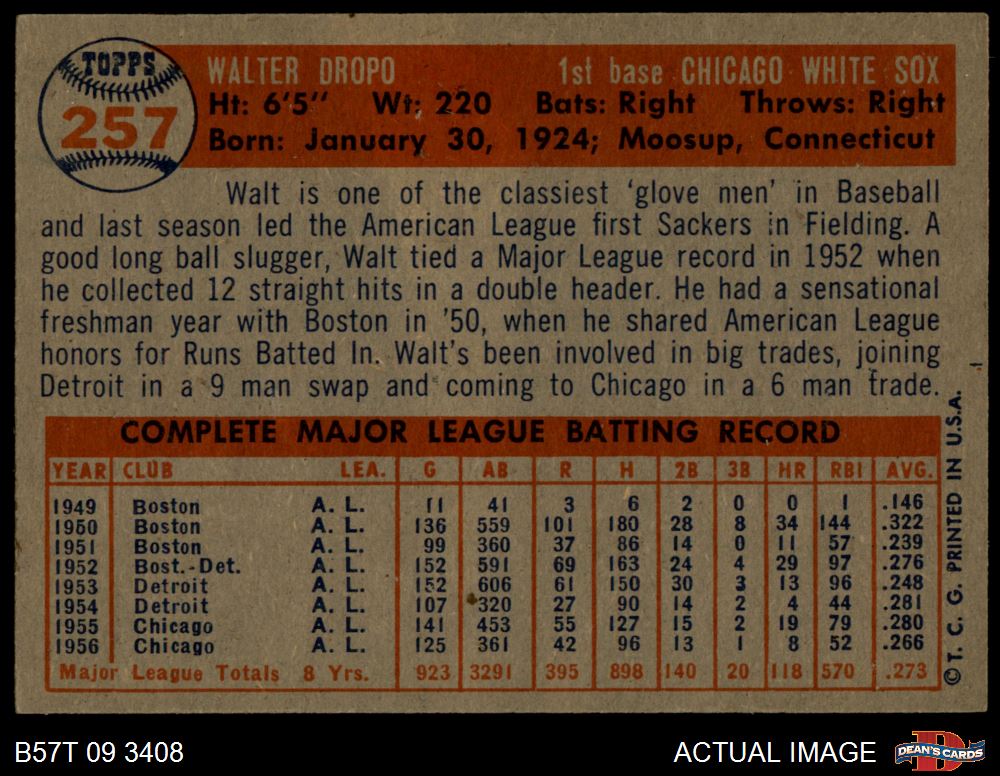 TOPPS
257
WALTER DROPO 1st base CHICAGO WHITE SOX
Ht: 6'5" Wt: 220 Bats: Right Throws: Right
Born: January 30, 1924; Moosup, Connecticut
Walt is one of the classiest 'glove men' in Baseball
and last season led the American League first Sackers in Fielding. A
good long ball slugger, Walt tied a Major League record in 1952 when
he collected 12 straight hits in a double header. He had a sensational
freshman year with Boston in '50, when he shared American League
honors for Runs Batted In. Walt's been involved in big trades, joining
Detroit in a 9 man swap and coming to Chicago in a 6 man trade.
COMPLETE MAJOR LEAGUE BATTING RECORD
YEAR CLUB LEA. G AB R H 2B 3B HR RBI AVG.
1949 Boston A. L. 11 41 3 6 2 0 0 1 .146
1950 Boston A. L. 136 559 101 180 28 8 34 144 .322
1951 Boston A. L. 99 360 37 86 14 0 11 57 .239
1952 Bost.-Det. A. L. 152 591 69 163 24 4 29 97 .276
1953 Detroit A. L. 152 606 61 150 30 3 13 96 .248
1954 Detroit A. L. 107 320 27 90 14 2 4 44 .281
1955 Chicago A. L. 141 453 55 127 15 2 19 79 .280
1956 Chicago A. L. 125 361 42 96 13 1 8 52 .266
Major League Totals 8 Yrs. 923 3291 395 898 140 20 118 570 .273
© T. C. G. PRINTED IN U.S.A.
B57T 09 3408 ACTUAL IMAGE
D
DEAN'S CARDS